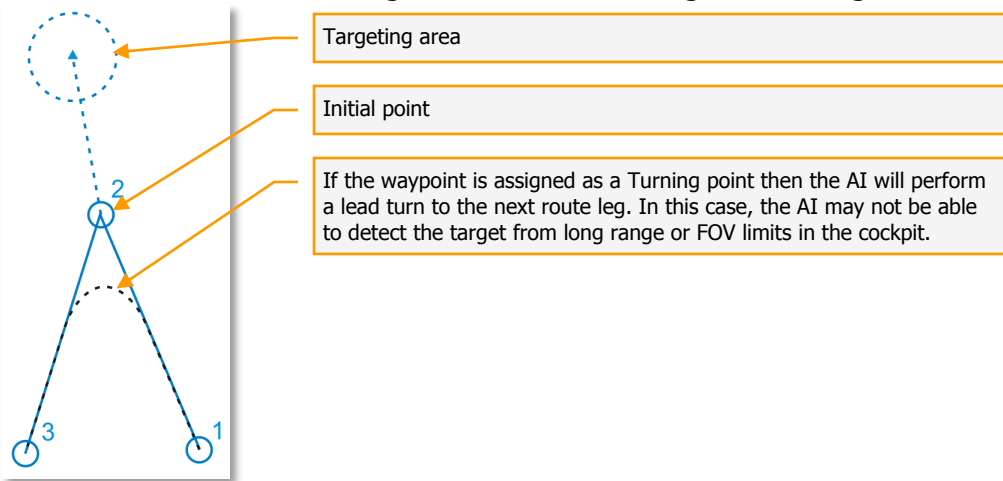 Targeting area
Initial point
If the waypoint is assigned as a Turning point then the AI will perform
a lead turn to the next route leg. In this case, the AI may not be able
to detect the target from long range or FOV limits in the cockpit.
2
3
1